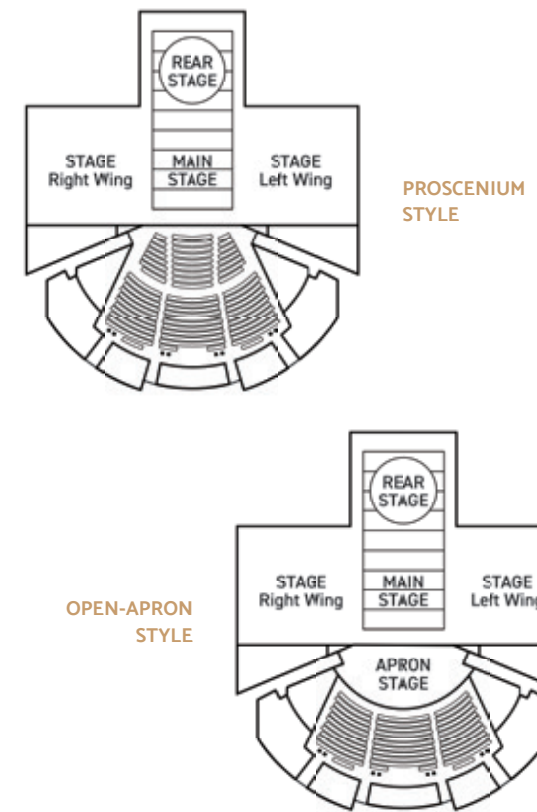 REAR
STAGE
STAGE
Right Wing
MAIN
STAGE
STAGE
Left Wing
PROSCENIUM
STYLE
REAR
STAGE
STAGE
Right Wing
MAIN
STAGE
STAGE
Left Wing
OPEN-APRON
STYLE
APRON
STAGE